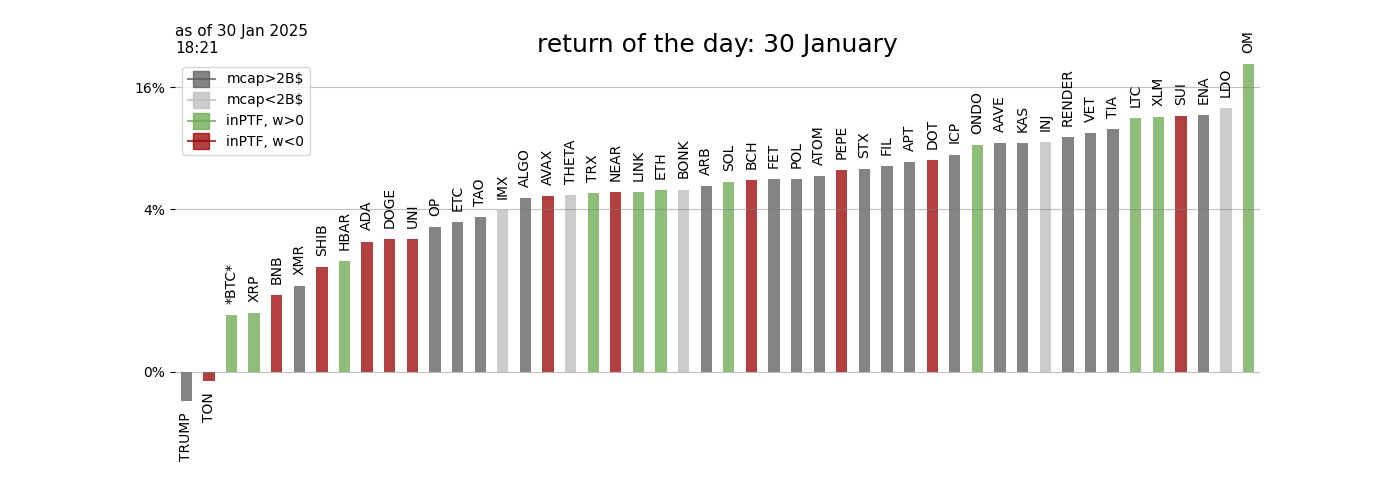 as of 30 Jan 2025
18:21
return of the day: 30 January
mcap>2B$
mcap<2B$
inPTF, w>0
inPTF, w<0
16%
4%
0%
TRUMP
TON
*BTC*
XRP
BNB
XMR
SHIB
HBAR
ADA
DOGE
UNI
OP
ETC
TAO
IMX
ALGO
AVAX
THETA
TRX
NEAR
LINK
ETH
BONK
ARB
SOL
BCH
FET
POL
ATOM
PEPE
STX
FIL
APT
DOT
ICP
ONDO
AAVE
KAS
INJ
RENDER
VET
TIA
LTC
XLM
SUI
ENA
LDO
OM